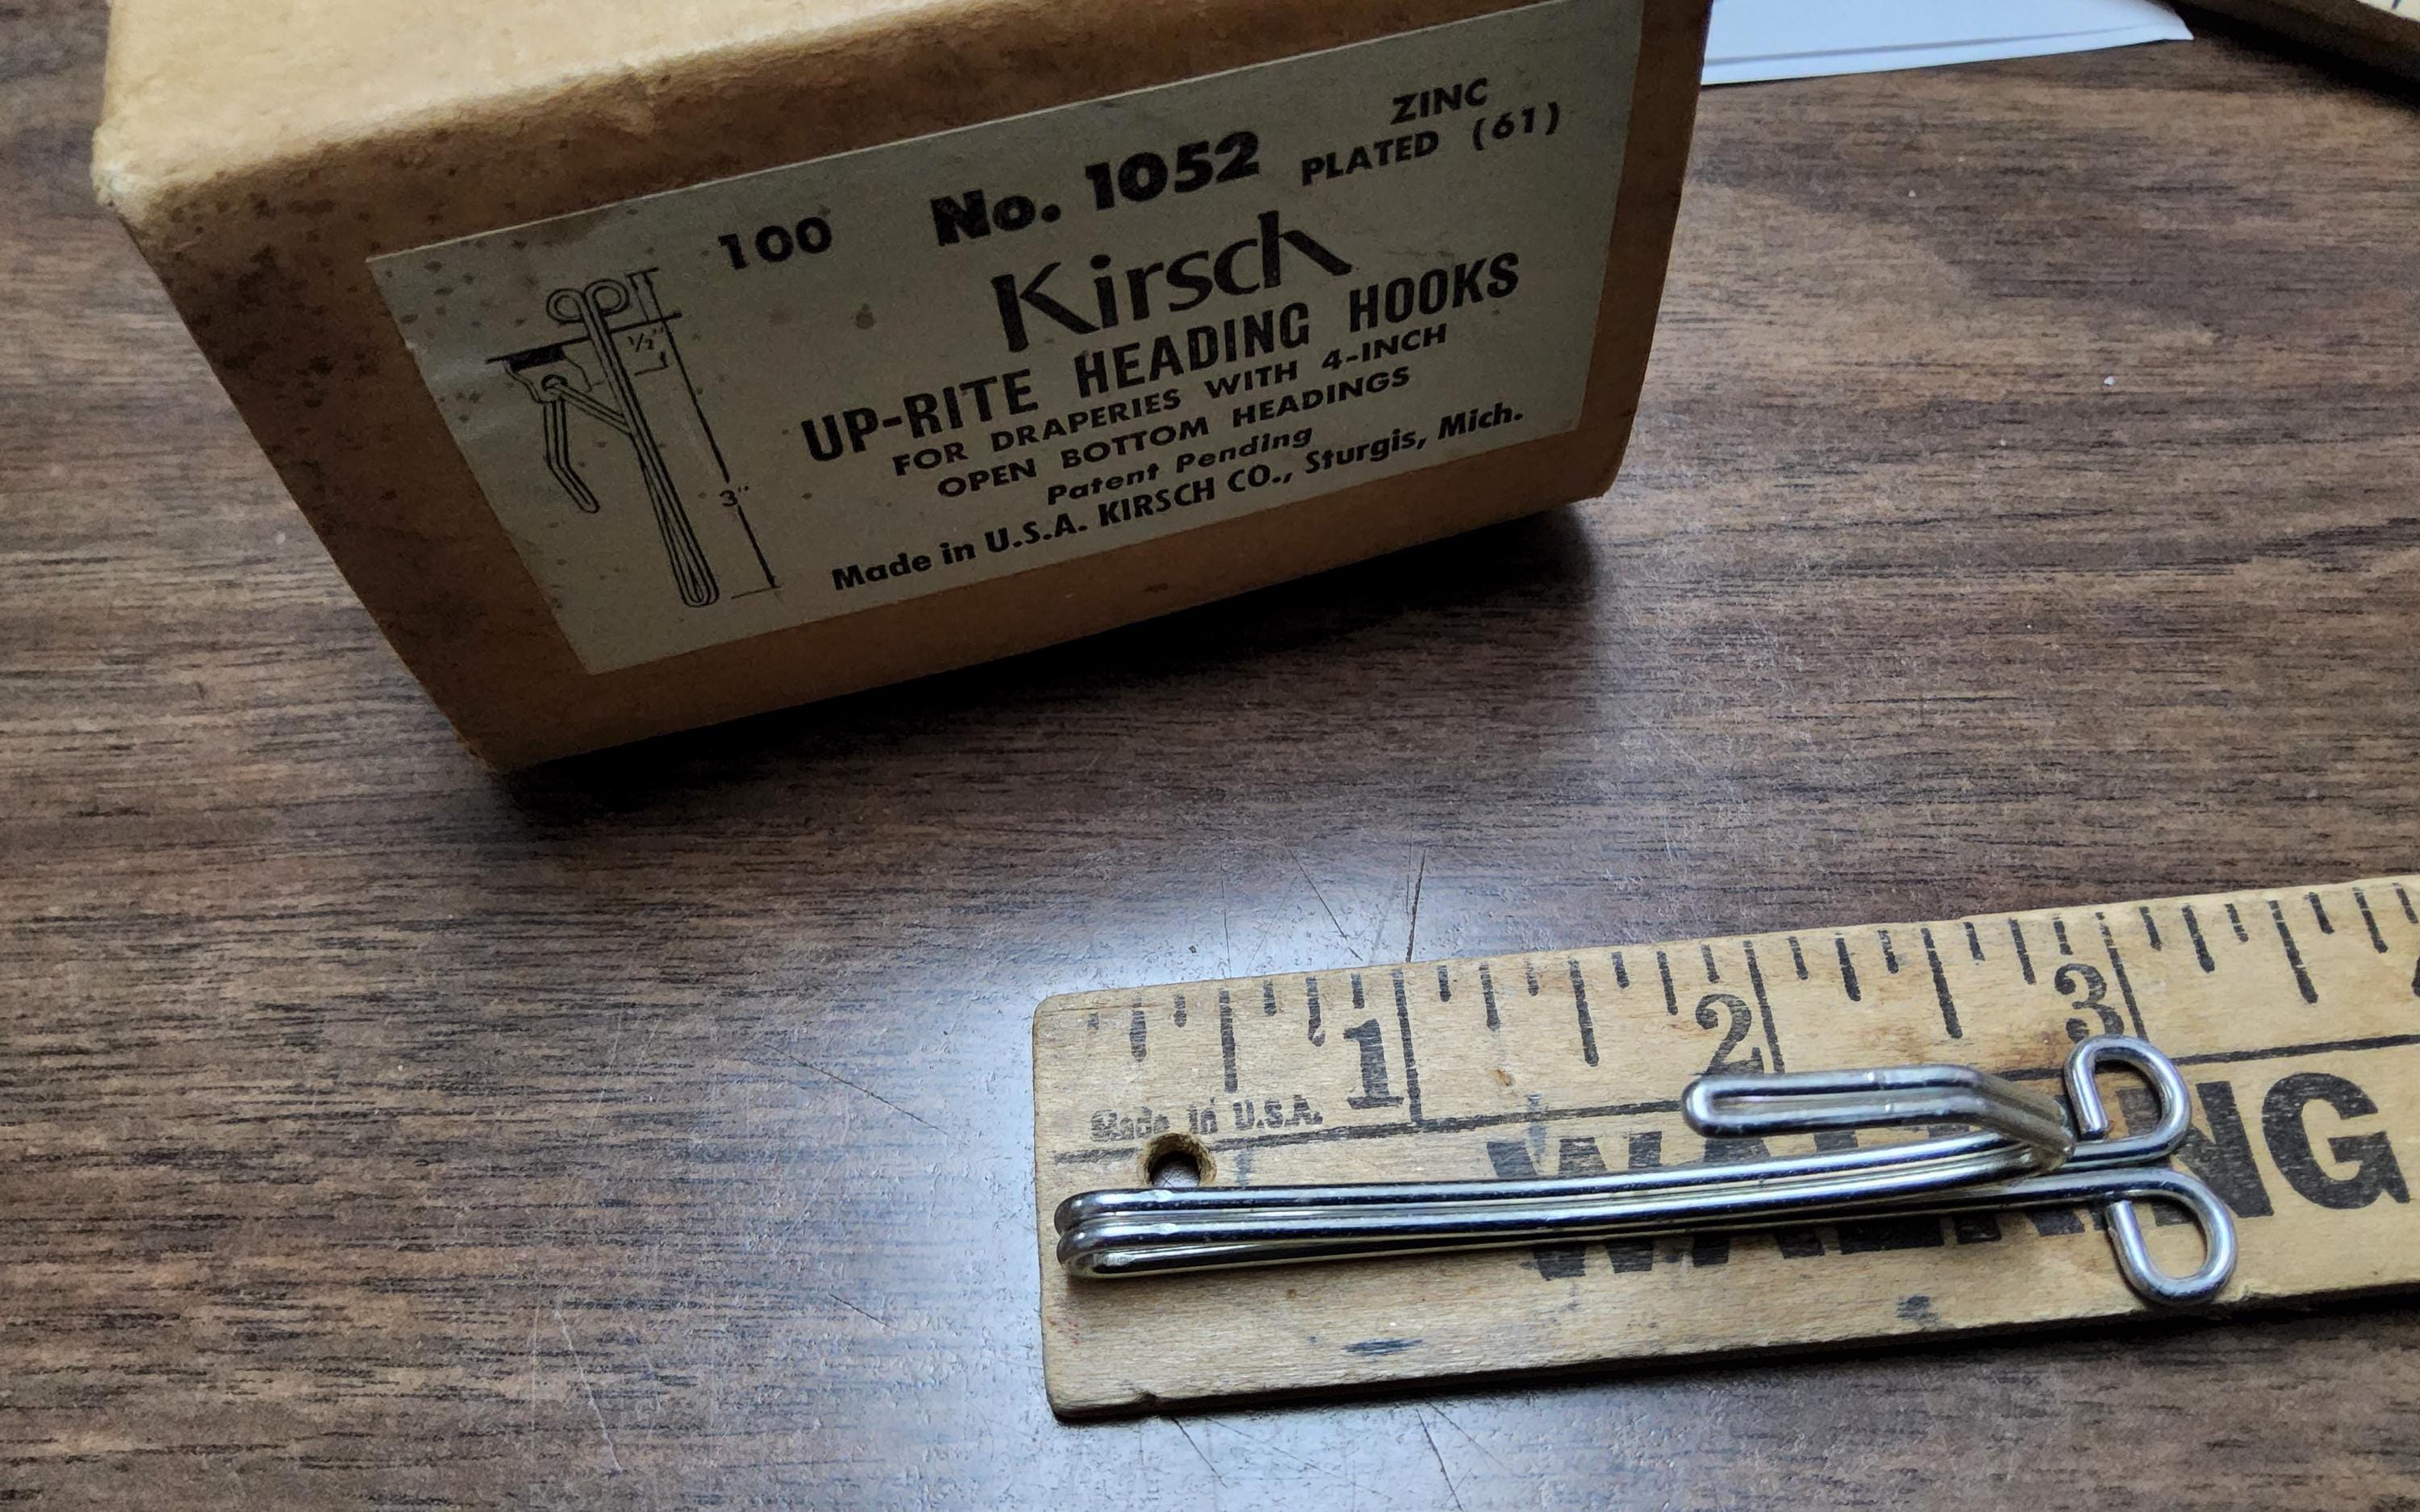 100 No. 1052 ZINC
PLATED (61)
Kirsch
UP-RITE HEADING HOOKS
FOR DRAPERIES WITH 4-INCH
OPEN BOTTOM HEADINGS
Patent Pending
Made in U.S.A. KIRSCH CO., Sturgis, Mich.
1/2"
3"
1 2 3
Made in U.S.A.